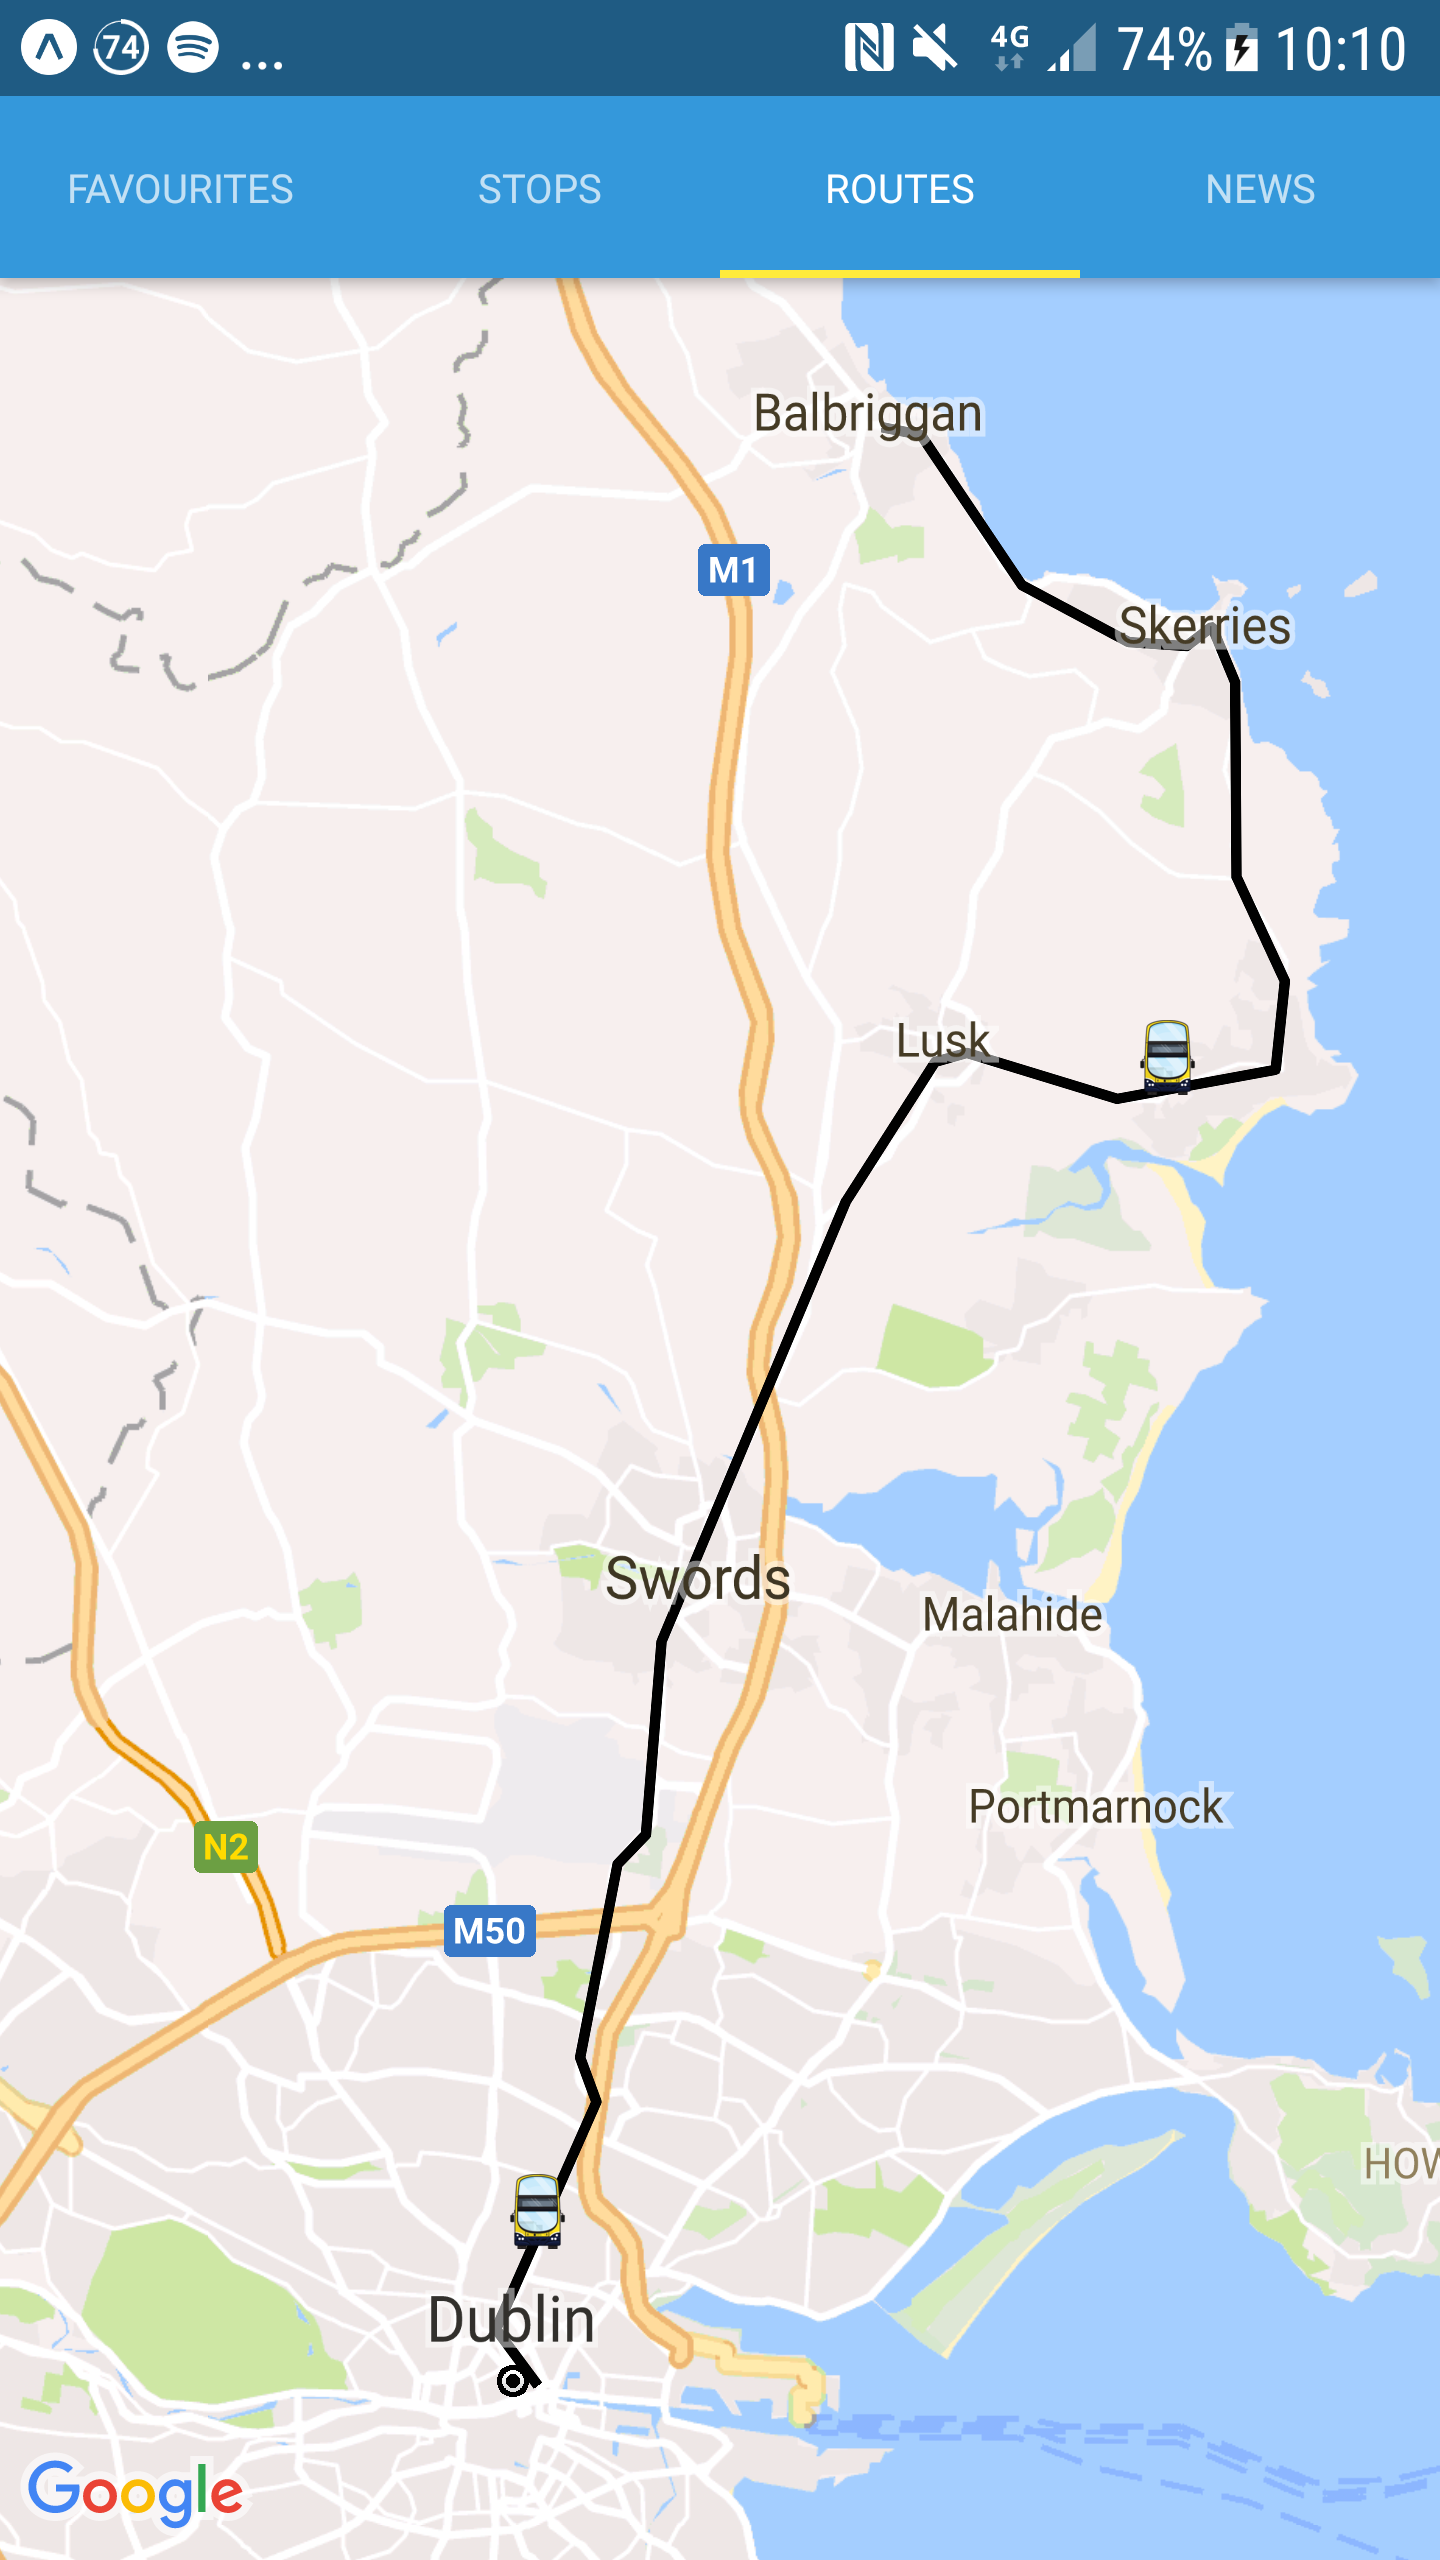 74 ... 4G 74% 10:10
FAVOURITES STOPS ROUTES NEWS
Balbriggan
M1
Skerries
Lusk
Swords
Malahide
Portmarnock
N2
M50
HOW
Dublin
Google